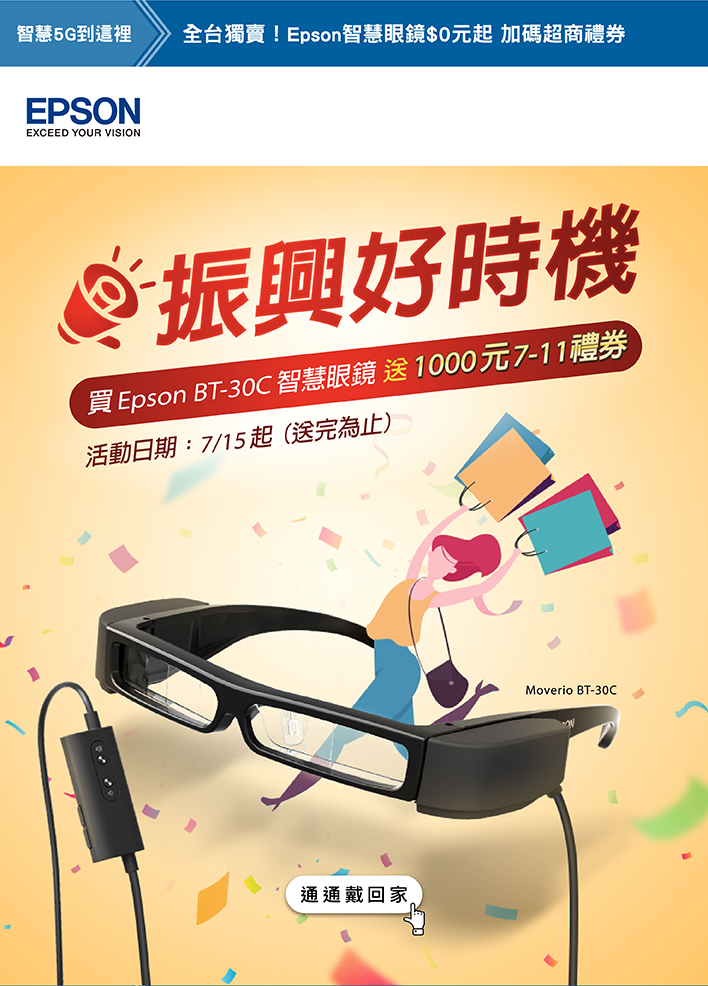 智慧5G到這裡
全台獨賣！Epson智慧眼鏡$0元起 加碼超商禮券
EPSON
EXCEED YOUR VISION
振興好時機
買 Epson BT-30C 智慧眼鏡 送 1000元 7-11禮券
活動日期：7/15 起（送完為止）
Moverio BT-30C
通通戴回家